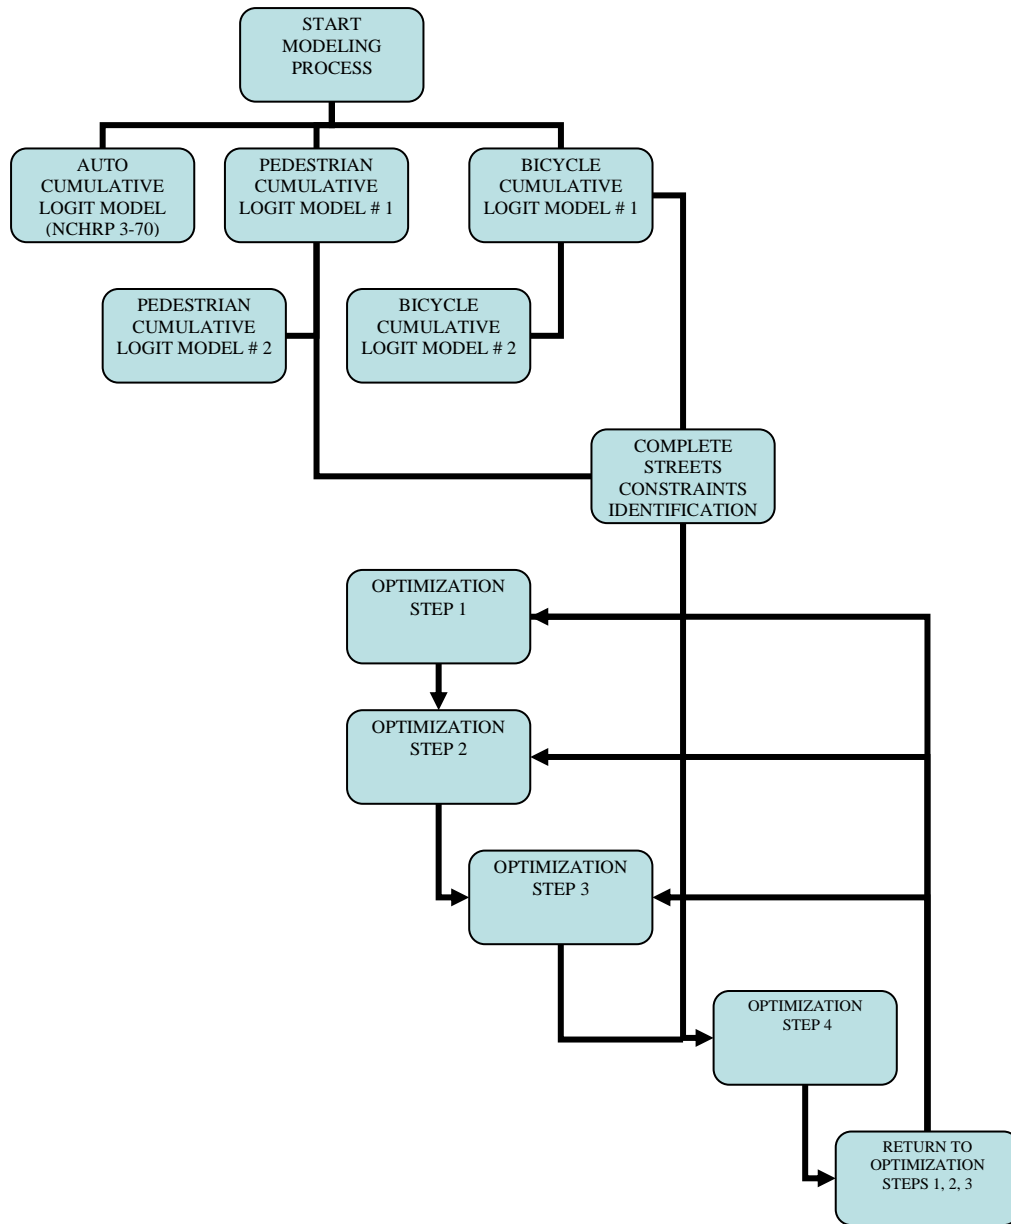 START
MODELING
PROCESS
AUTO
CUMULATIVE
LOGIT MODEL
(NCHRP 3-70)
PEDESTRIAN
CUMULATIVE
LOGIT MODEL # 1
BICYCLE
CUMULATIVE
LOGIT MODEL # 1
PEDESTRIAN
CUMULATIVE
LOGIT MODEL # 2
BICYCLE
CUMULATIVE
LOGIT MODEL # 2
COMPLETE
STREETS
CONSTRAINTS
IDENTIFICATION
OPTIMIZATION
STEP 1
OPTIMIZATION
STEP 2
OPTIMIZATION
STEP 3
OPTIMIZATION
STEP 4
RETURN TO
OPTIMIZATION
STEPS 1, 2, 3